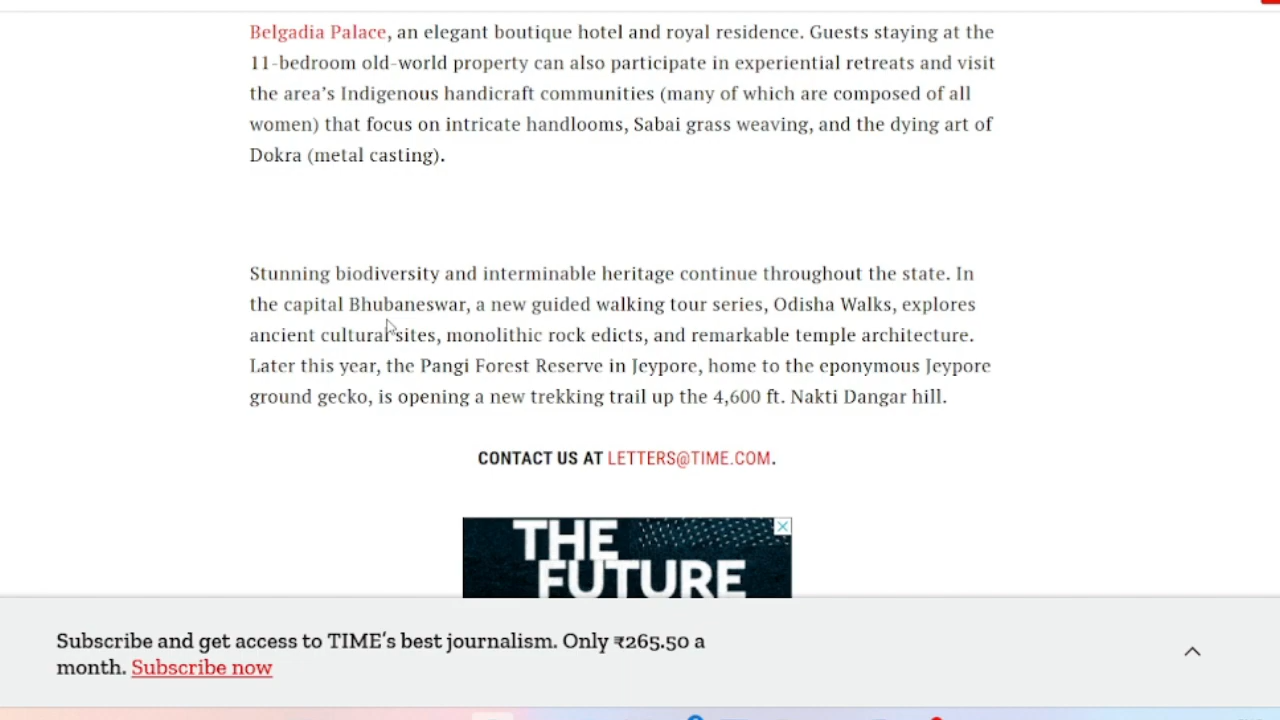 Belgadia Palace, an elegant boutique hotel and royal residence. Guests staying at the
11-bedroom old-world property can also participate in experiential retreats and visit
the area’s Indigenous handicraft communities (many of which are composed of all
women) that focus on intricate handlooms, Sabai grass weaving, and the dying art of
Dokra (metal casting).
Stunning biodiversity and interminable heritage continue throughout the state. In
the capital Bhubaneswar, a new guided walking tour series, Odisha Walks, explores
ancient cultural sites, monolithic rock edicts, and remarkable temple architecture.
Later this year, the Pangi Forest Reserve in Jeypore, home to the eponymous Jeypore
ground gecko, is opening a new trekking trail up the 4,600 ft. Nakti Dangar hill.
CONTACT US AT LETTERS@TIME.COM.
THE
FUTURE
Subscribe and get access to TIME’s best journalism. Only ₹265.50 a
month. Subscribe now